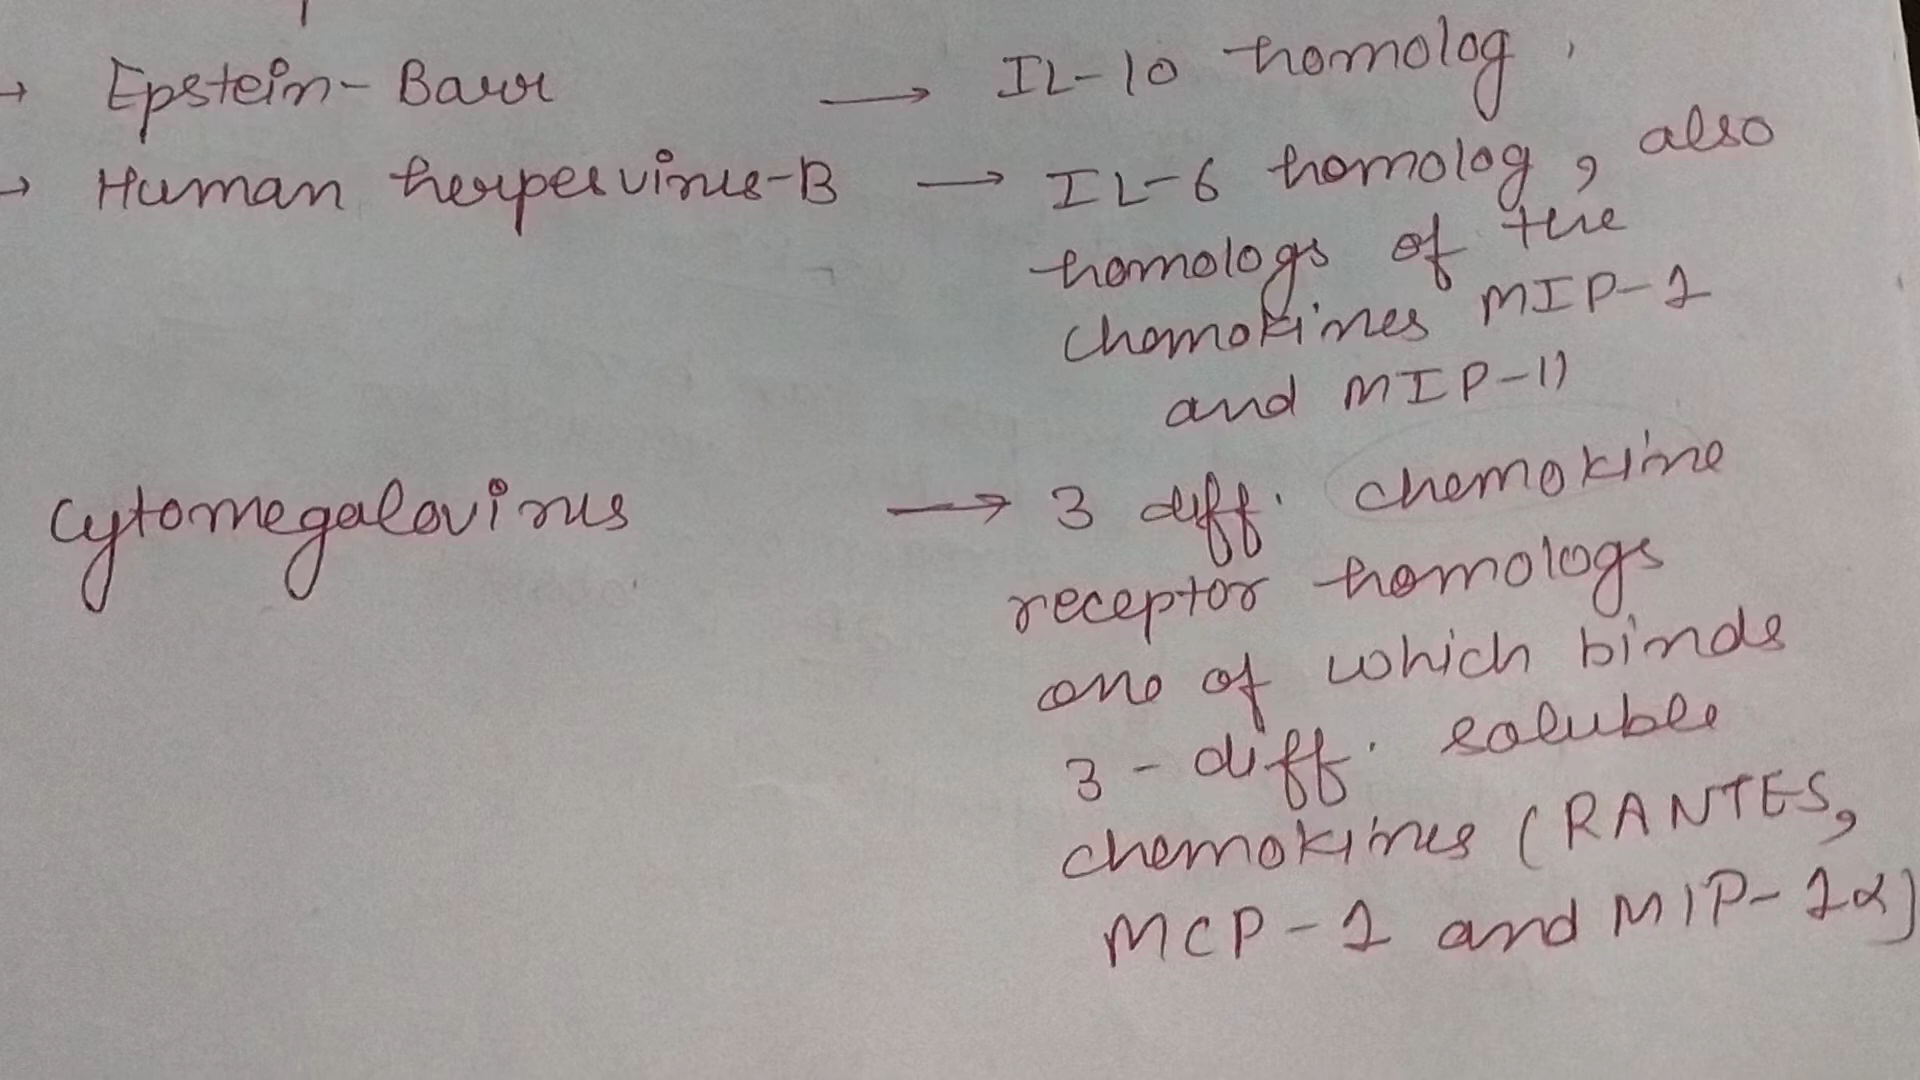 → Epstein-Barr → IL-10 homolog.
→ Human herpesvirus-B → IL-6 homolog, also
homologs of the
chemokines MIP-1
and MIP-11
Cytomegalovirus → 3 diff. chemokine
receptor homologs
one of which binds
3-diff. soluble
chemokines (RANTES,
MCP-1 and MIP-1α)